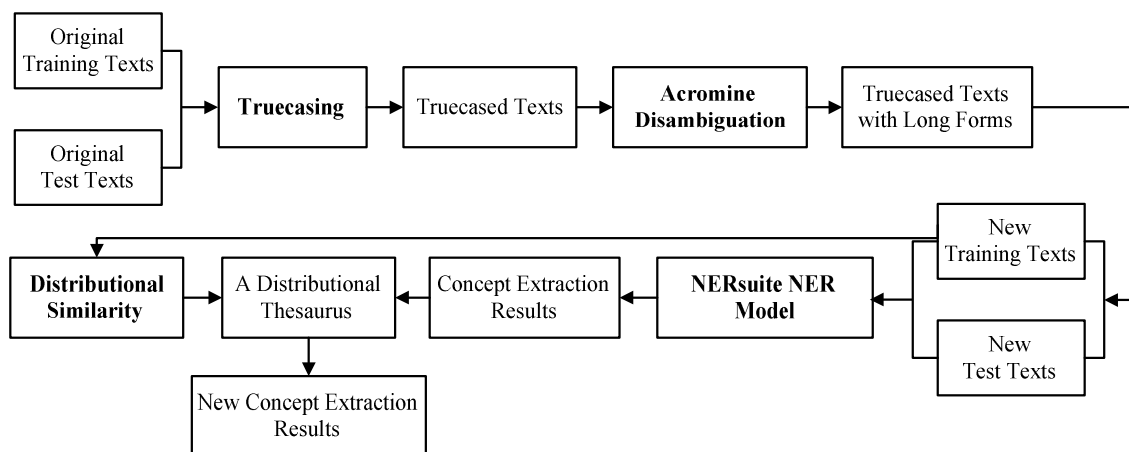 Original
Training Texts
Original
Test Texts
Truecasing
Truecased Texts
Acromine
Disambiguation
Truecased Texts
with Long Forms
New
Training Texts
New
Test Texts
NERsuite NER
Model
Concept Extraction
Results
A Distributional
Thesaurus
Distributional
Similarity
New Concept Extraction
Results